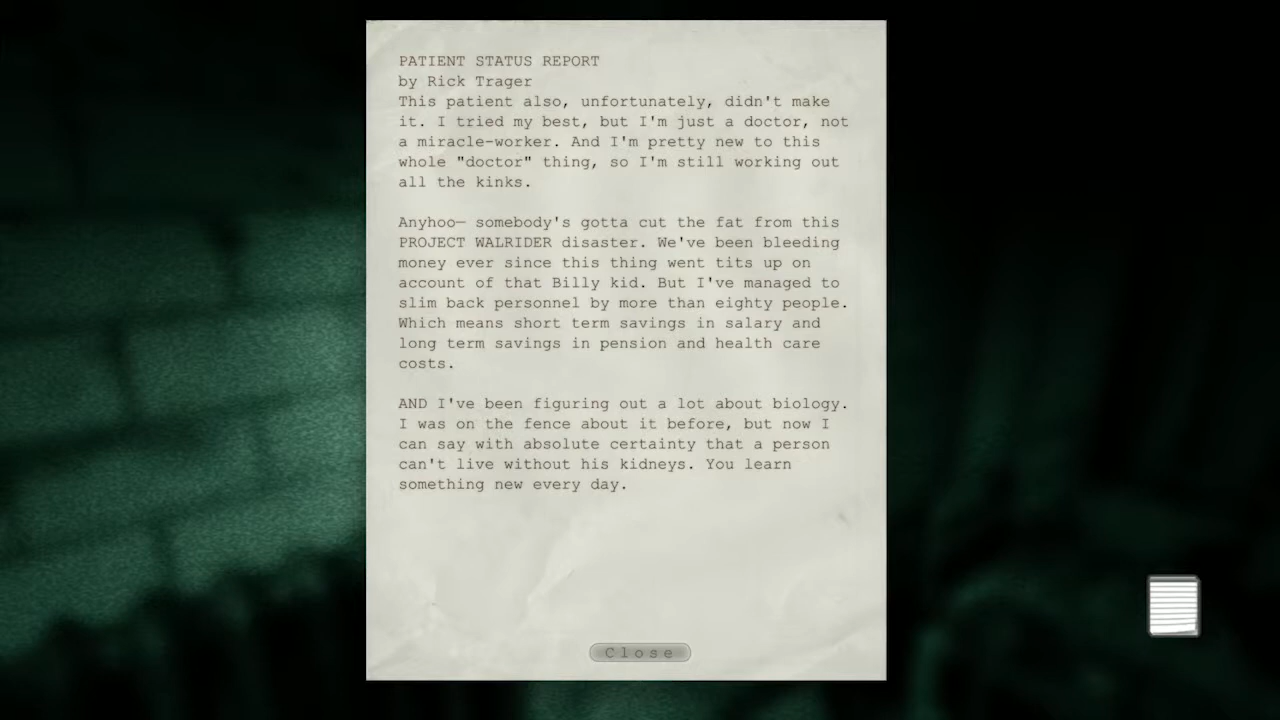 PATIENT STATUS REPORT
by Rick Trager
This patient also, unfortunately, didn't make
it. I tried my best, but I'm just a doctor, not
a miracle-worker. And I'm pretty new to this
whole "doctor" thing, so I'm still working out
all the kinks.
Anyhoo— somebody's gotta cut the fat from this
PROJECT WALRIDER disaster. We've been bleeding
money ever since this thing went tits up on
account of that Billy kid. But I've managed to
slim back personnel by more than eighty people.
Which means short term savings in salary and
long term savings in pension and health care
costs.
AND I've been figuring out a lot about biology.
I was on the fence about it before, but now I
can say with absolute certainty that a person
can't live without his kidneys. You learn
something new every day.
Close